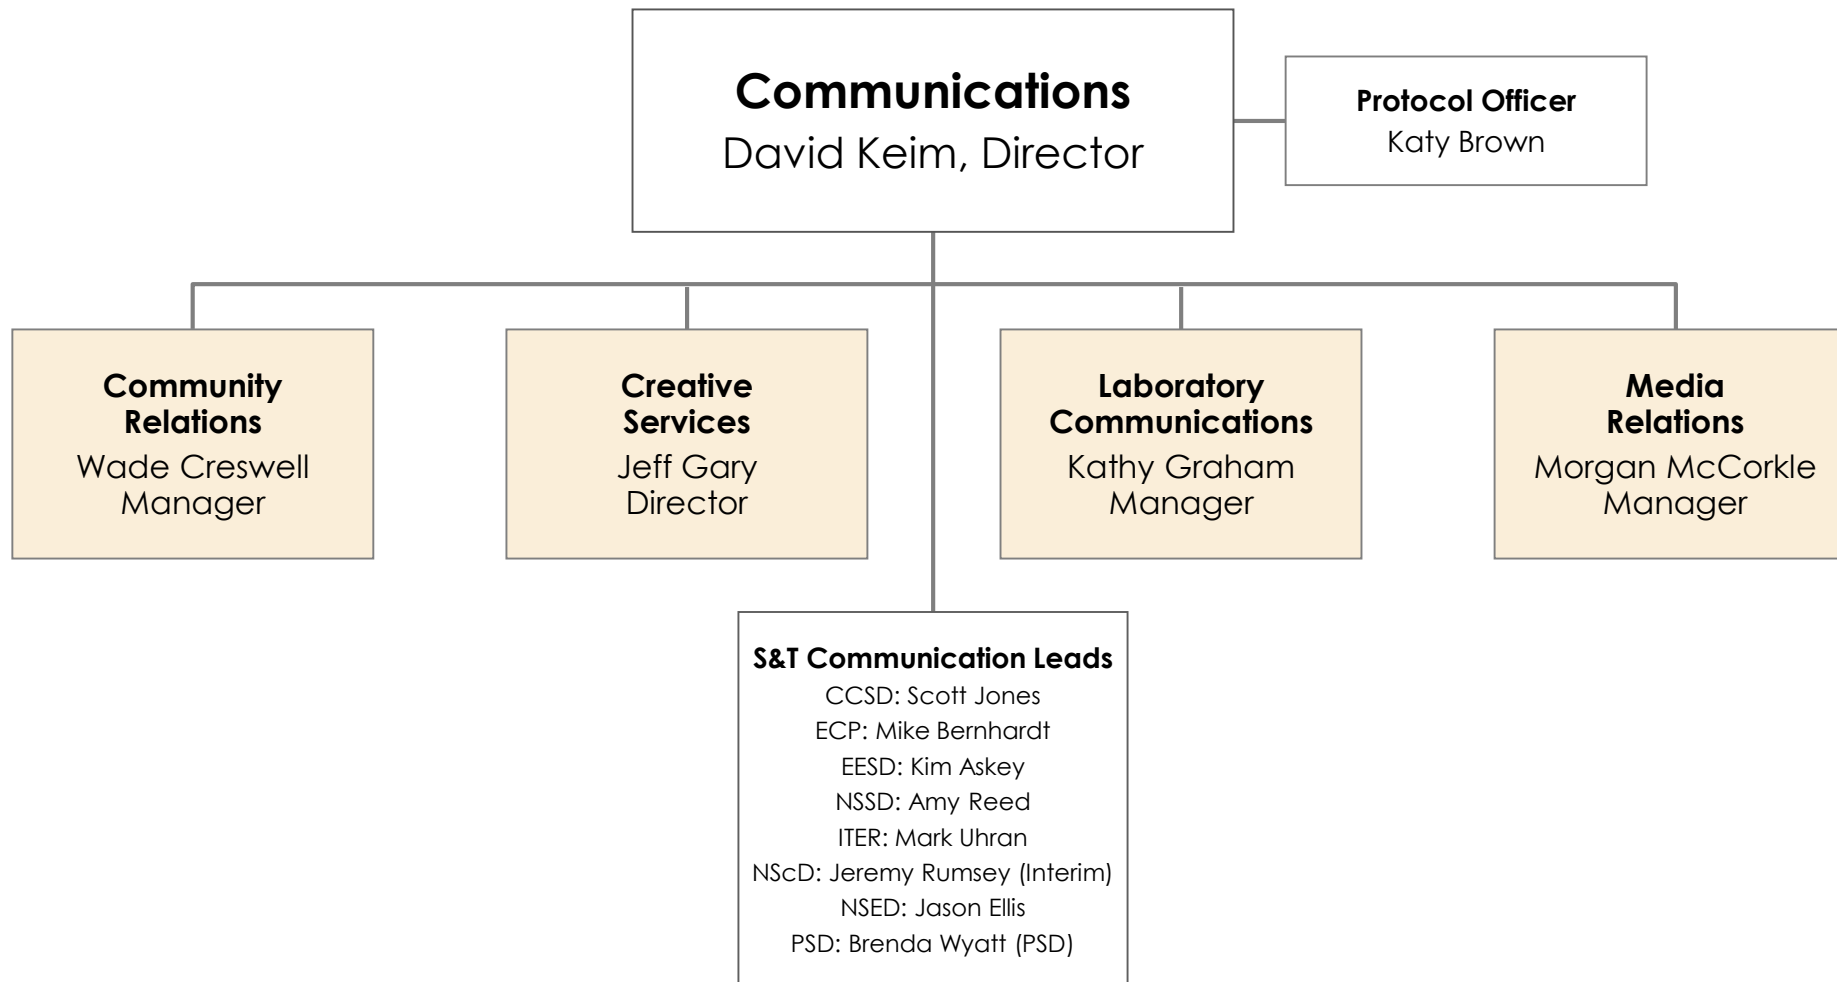 Communications
David Keim, Director
Protocol Officer
Katy Brown
Community
Relations
Wade Creswell
Manager
Creative
Services
Jeff Gary
Director
Laboratory
Communications
Kathy Graham
Manager
Media
Relations
Morgan McCorkle
Manager
S&T Communication Leads
CCSD: Scott Jones
ECP: Mike Bernhardt
EESD: Kim Askey
NSSD: Amy Reed
ITER: Mark Uhran
NScD: Jeremy Rumsey (Interim)
NSED: Jason Ellis
PSD: Brenda Wyatt (PSD)